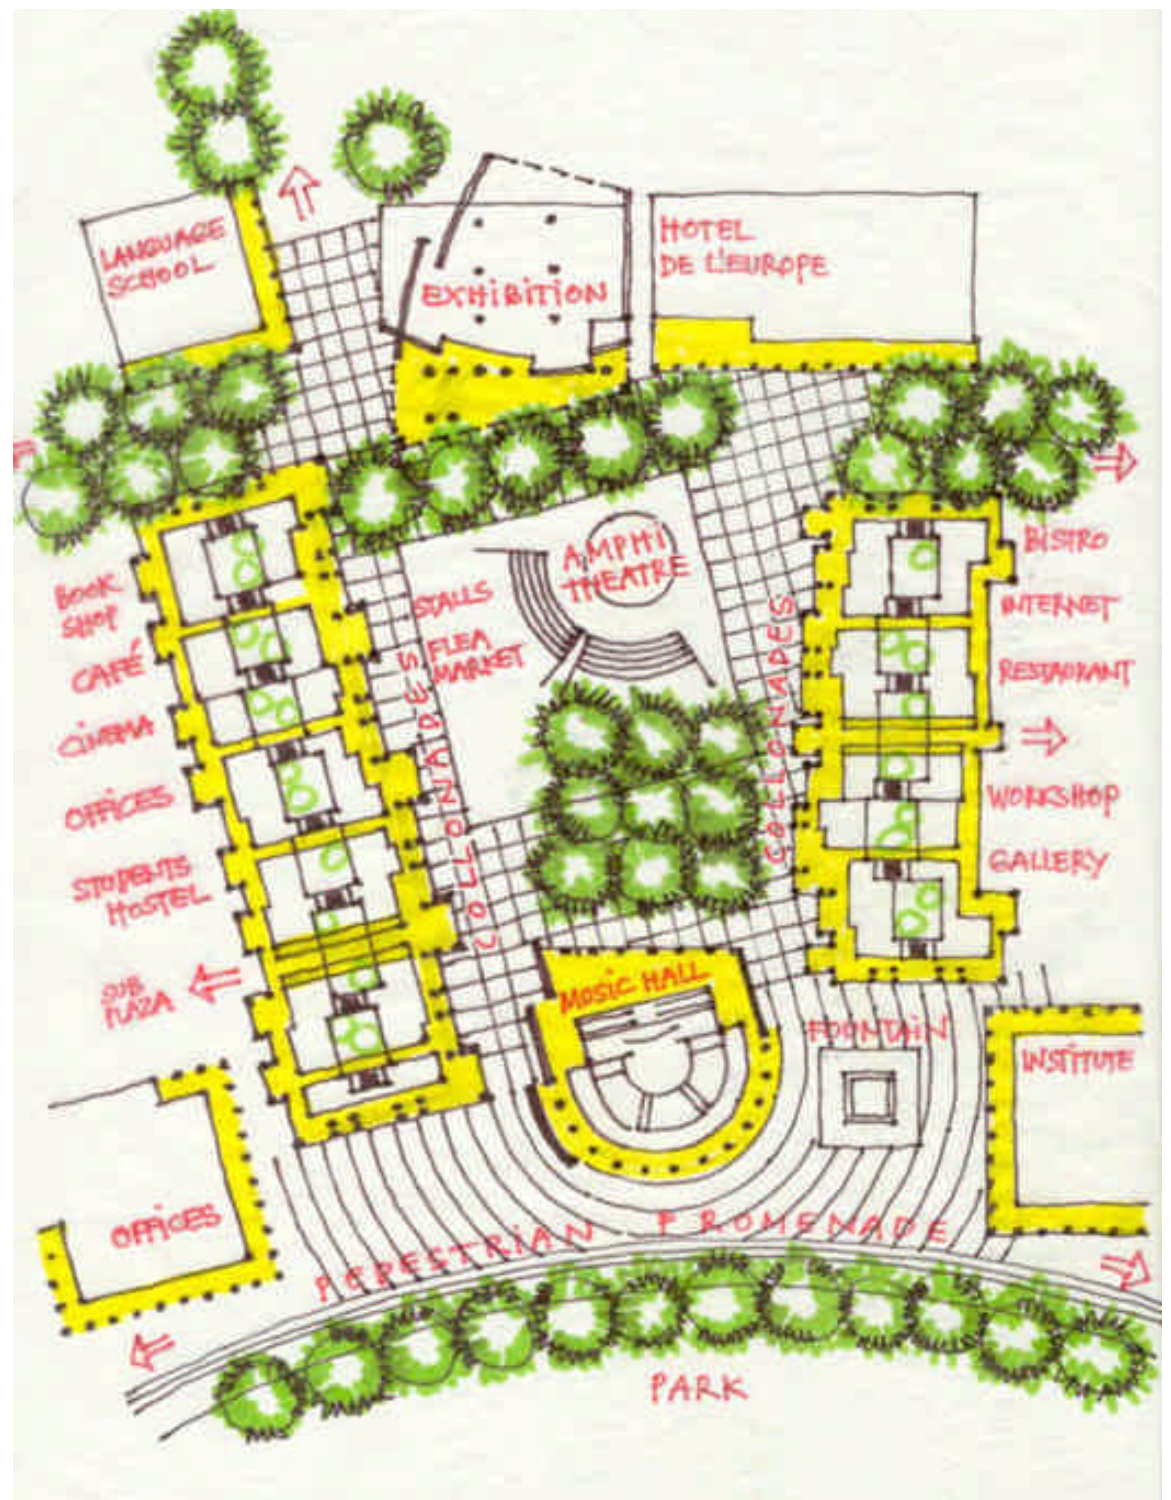 LANGUAGE
SCHOOL
EXHIBITION
HOTEL
DE L'EUROPE
AMPHI
THEATRE
STALLS
FLEA
MARKET
COLLONADES
COLLONADES
BOOK
SHOP
CAFÉ
CINEMA
OFFICES
STUDENTS
HOSTEL
SUB
PLAZA
BISTRO
INTERNET
RESTAURANT
WORKSHOP
GALLERY
MUSIC HALL
FOUNTAIN
INSTITUTE
OFFICES
PEDESTRIAN PROMENADE
PARK